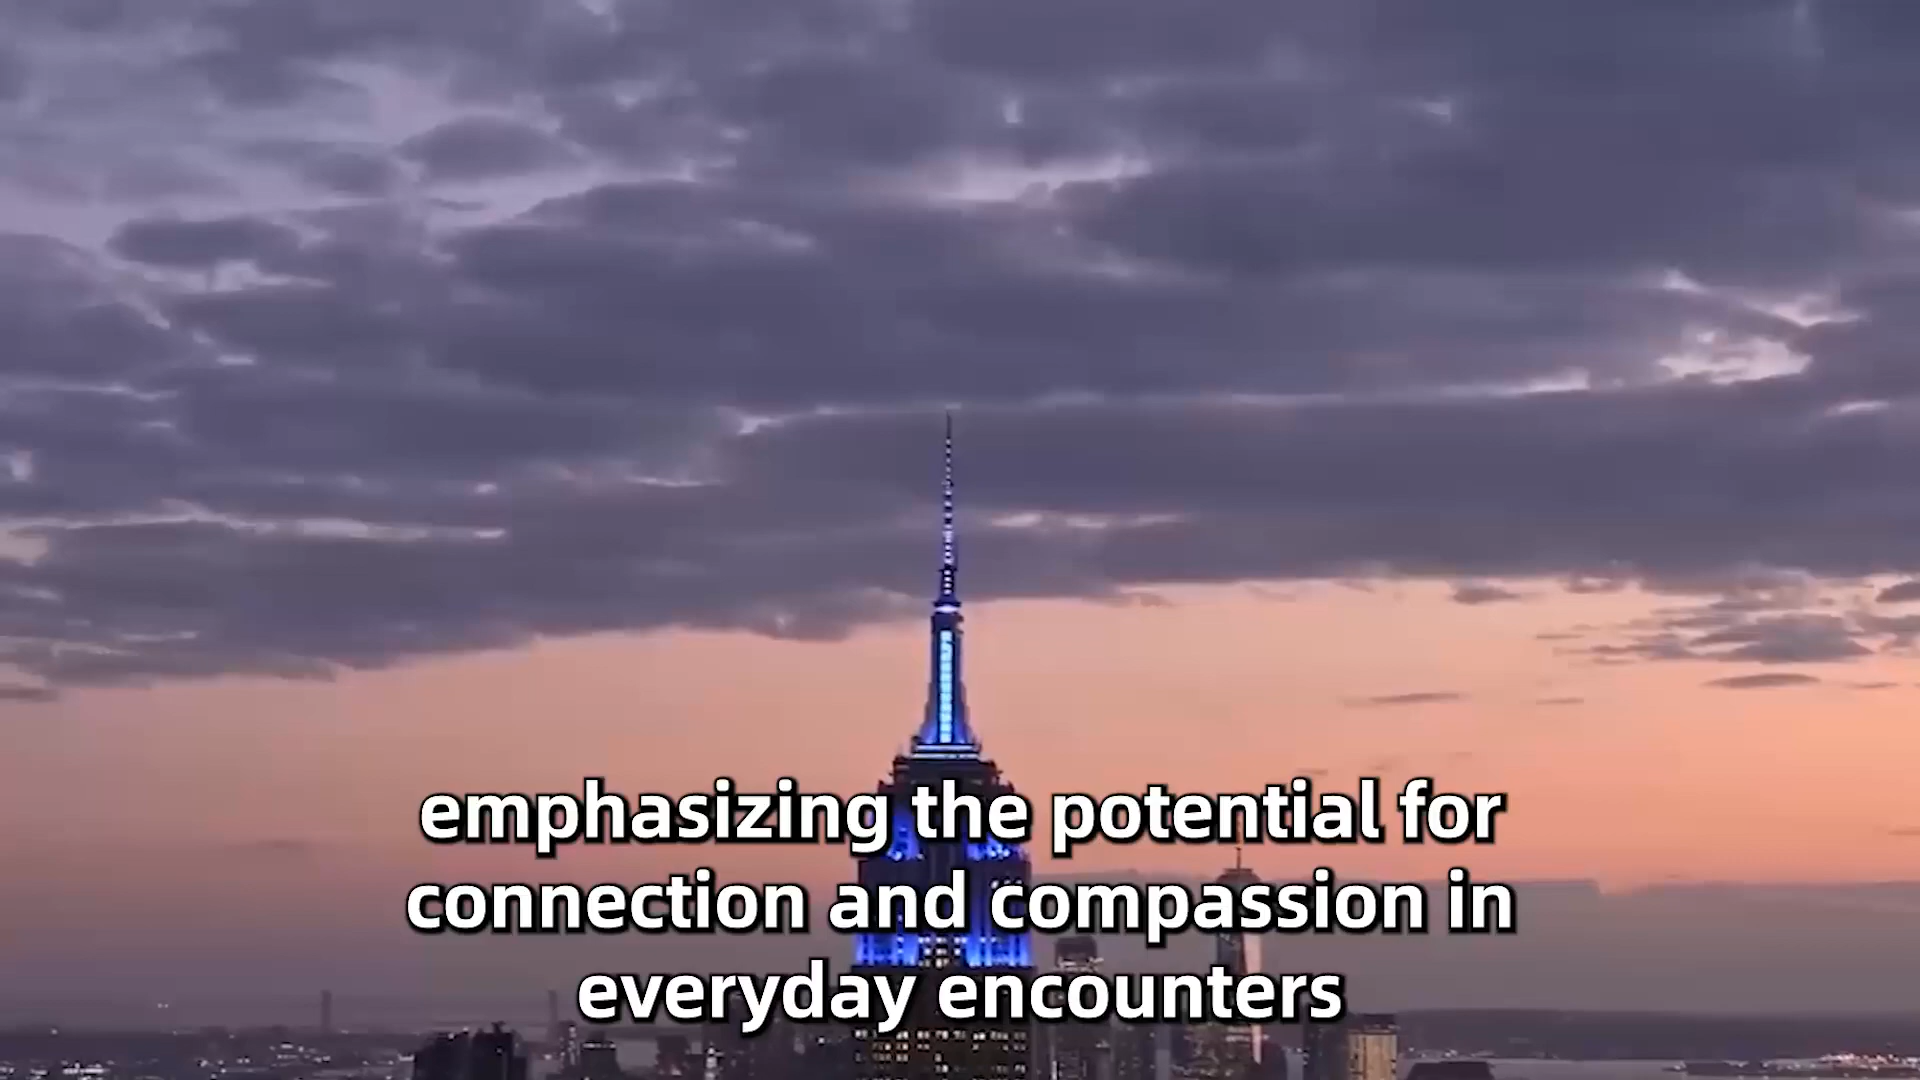 emphasizing the potential for
connection and compassion in
everyday encounters